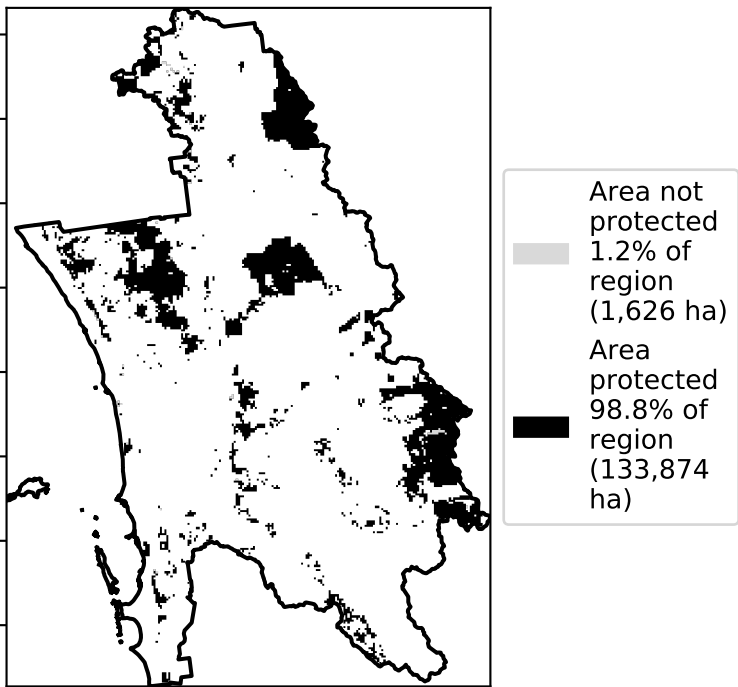 Area not
protected
1.2% of
region
(1,626 ha)
Area
protected
98.8% of
region
(133,874
ha)